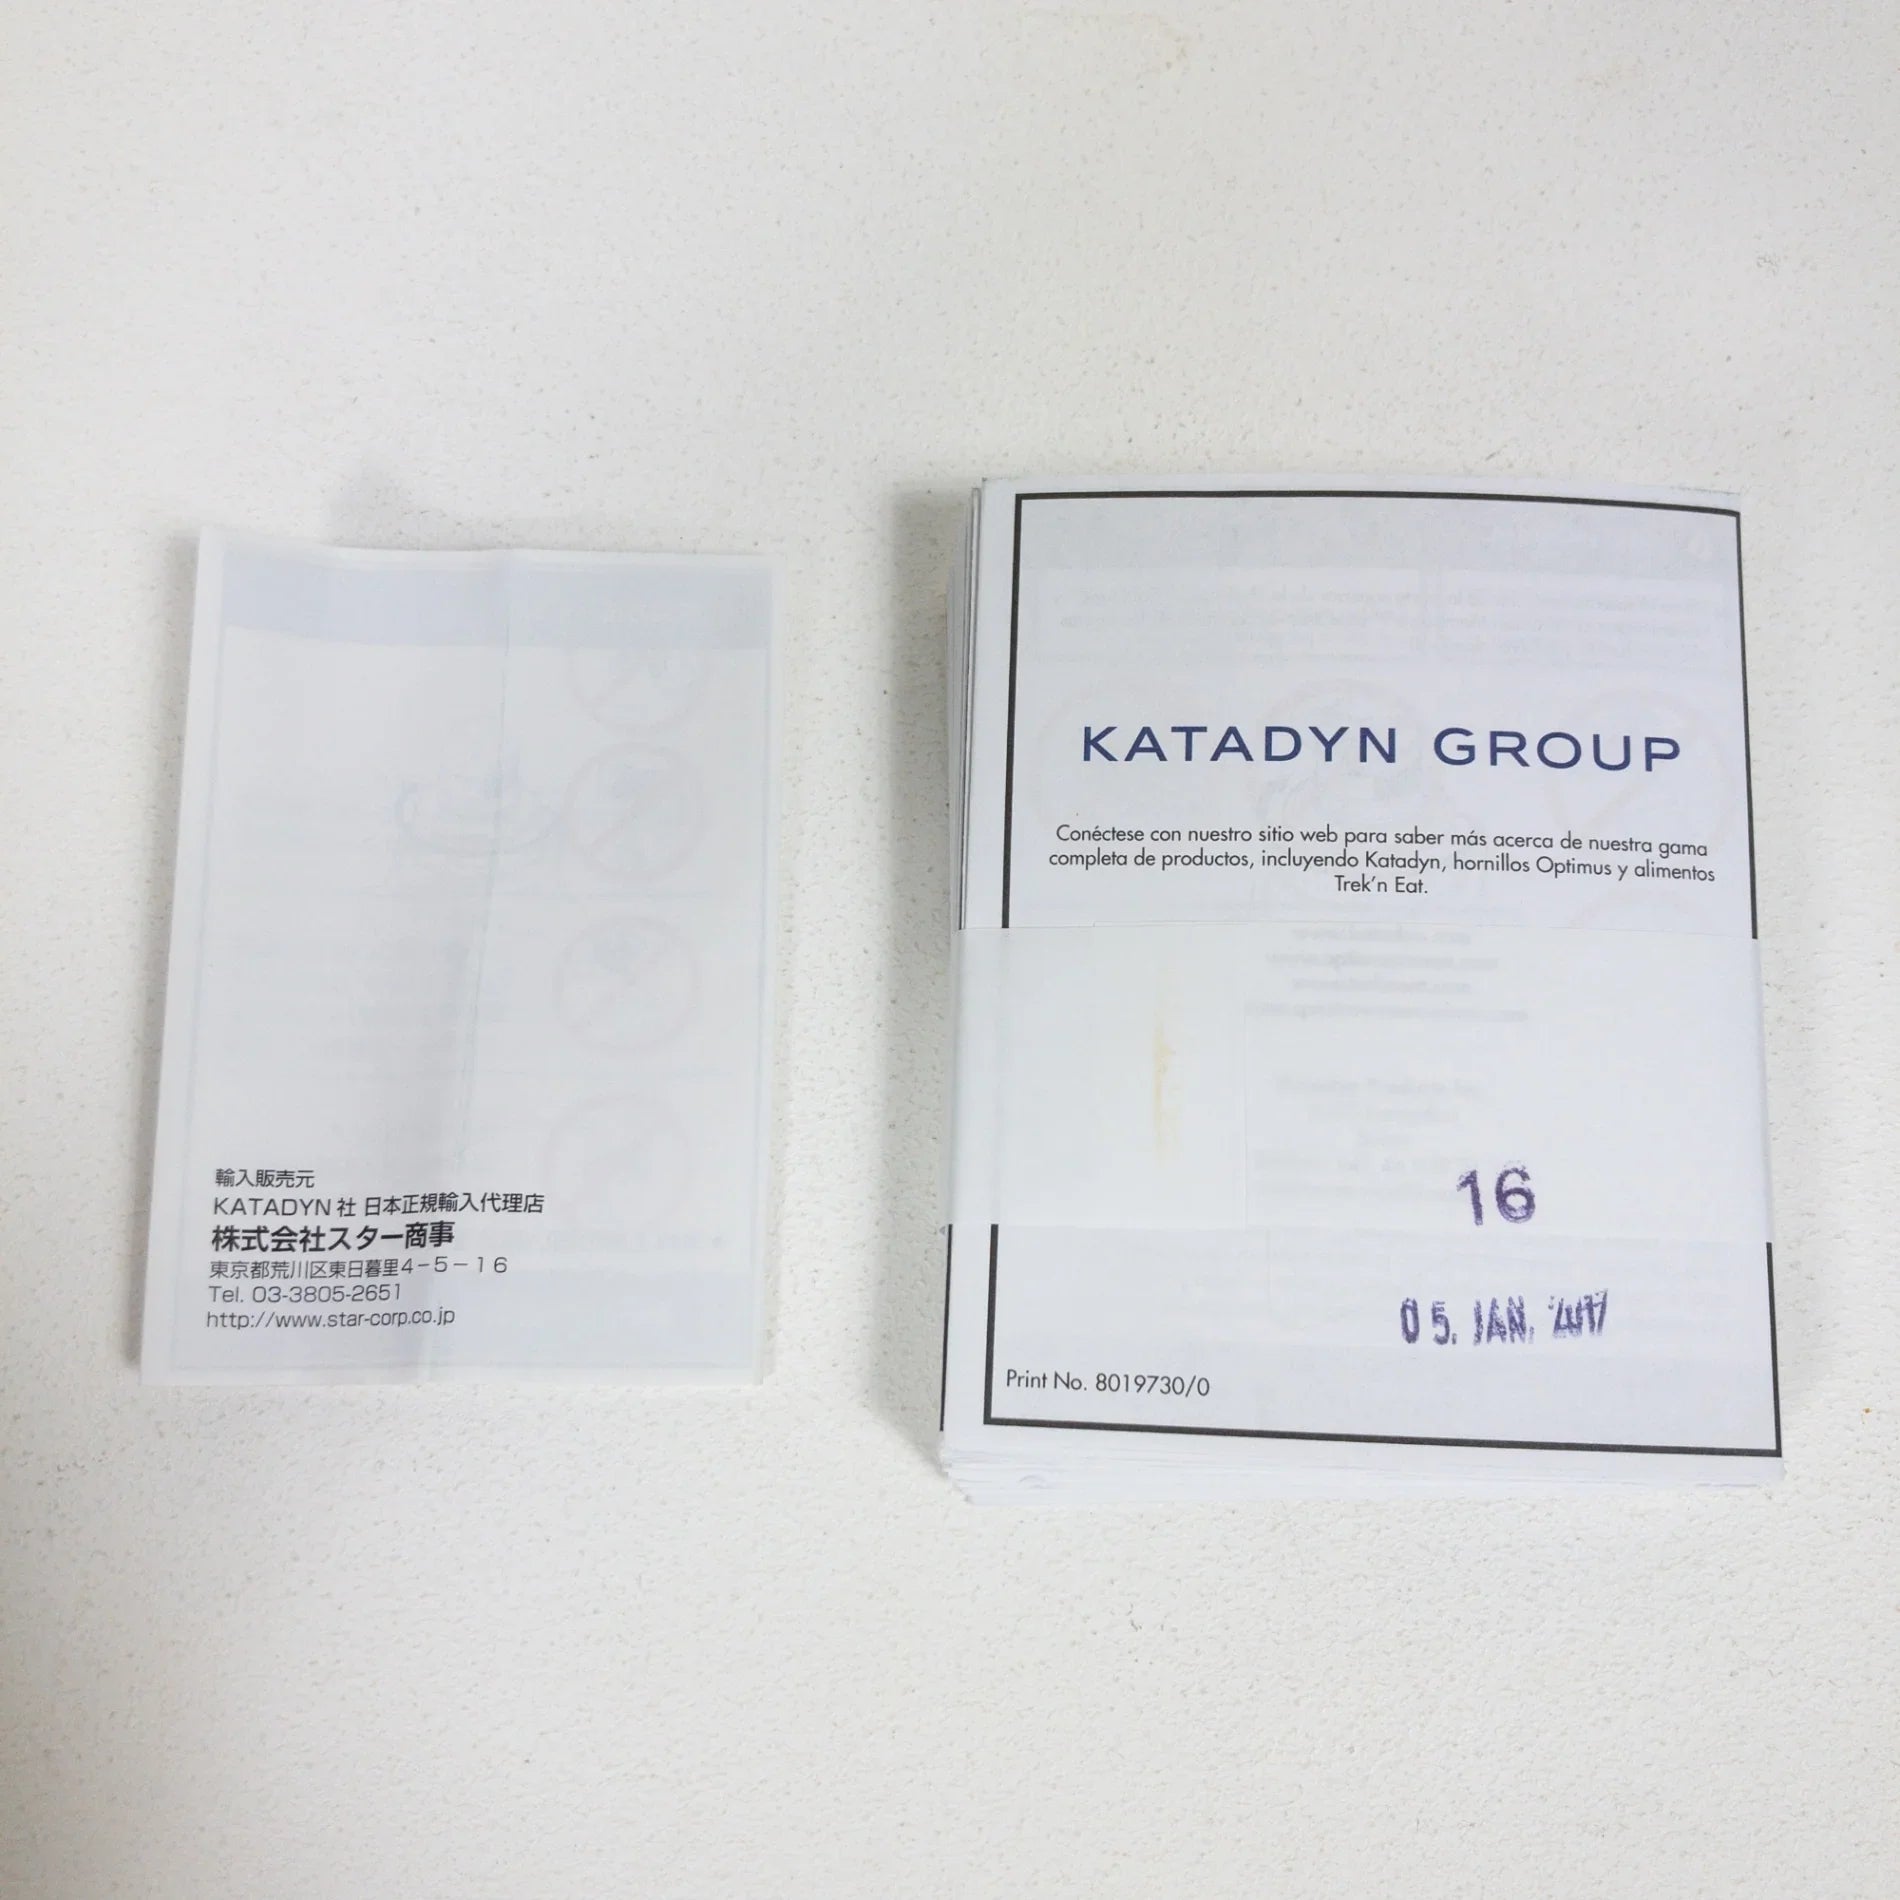 輸入販売元
KATADYN 社 日本正規輸入代理店
株式会社スター商事
東京都荒川区東日暮里4-5-16
Tel. 03-3805-2651
http://www.star-corp.co.jp
KATADYN GROUP
Conéctese con nuestro sitio web para saber más acerca de nuestra gama
completa de productos, incluyendo Katadyn, hornillos Optimus y alimentos
Trek'n Eat.
16
05. JAN. 2017
Print No. 8019730/0